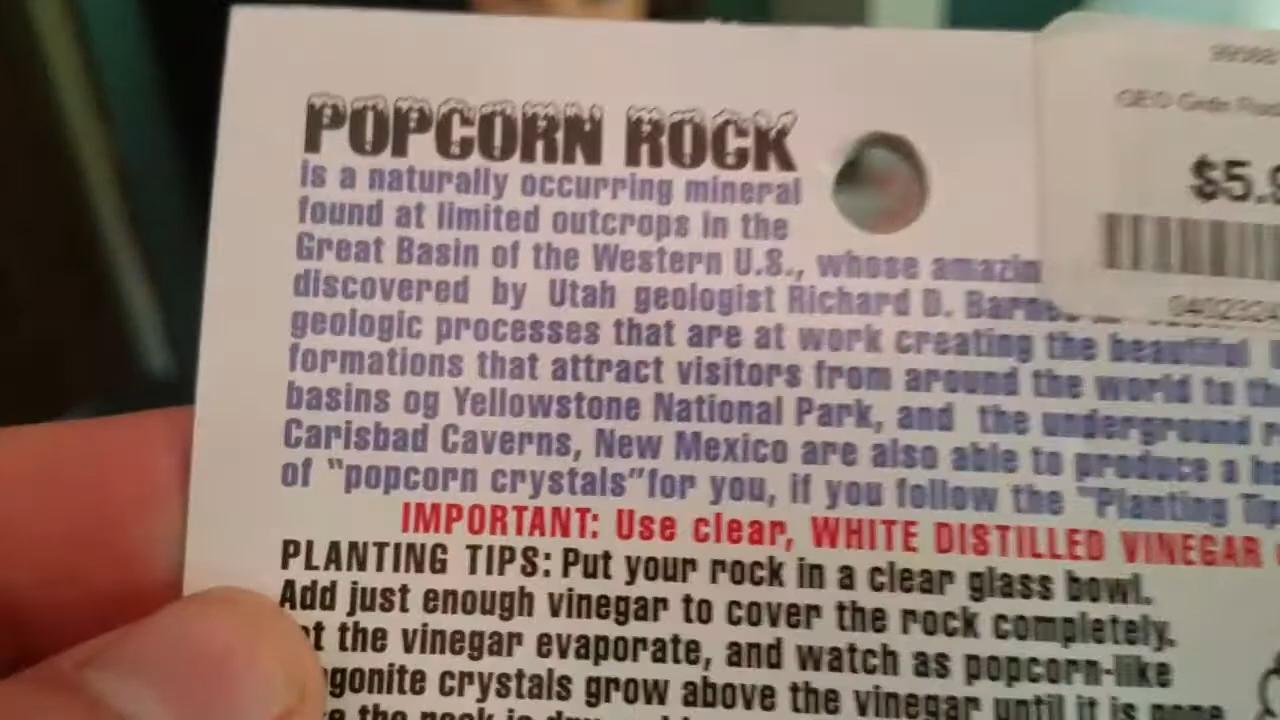 POPCORN ROCK
is a naturally occurring mineral
found at limited outcrops in the
Great Basin of the Western U.S., whose
discovered by Utah geologist Richard D.
geologic processes that are at work creating the beautiful
formations that attract visitors from around the world to
basins og Yellowstone National Park, and the underground
Carisbad Caverns, New Mexico are also able to produce a
of "popcorn crystals"for you, if you follow the "Planting
IMPORTANT: Use clear, WHITE DISTILLED VINEGAR
PLANTING TIPS: Put your rock in a clear glass bowl.
Add just enough vinegar to cover the rock completely.
the vinegar evaporate, and watch as popcorn-like
crystals grow above the vinegar until it is
the rock is
GEO
$5.9